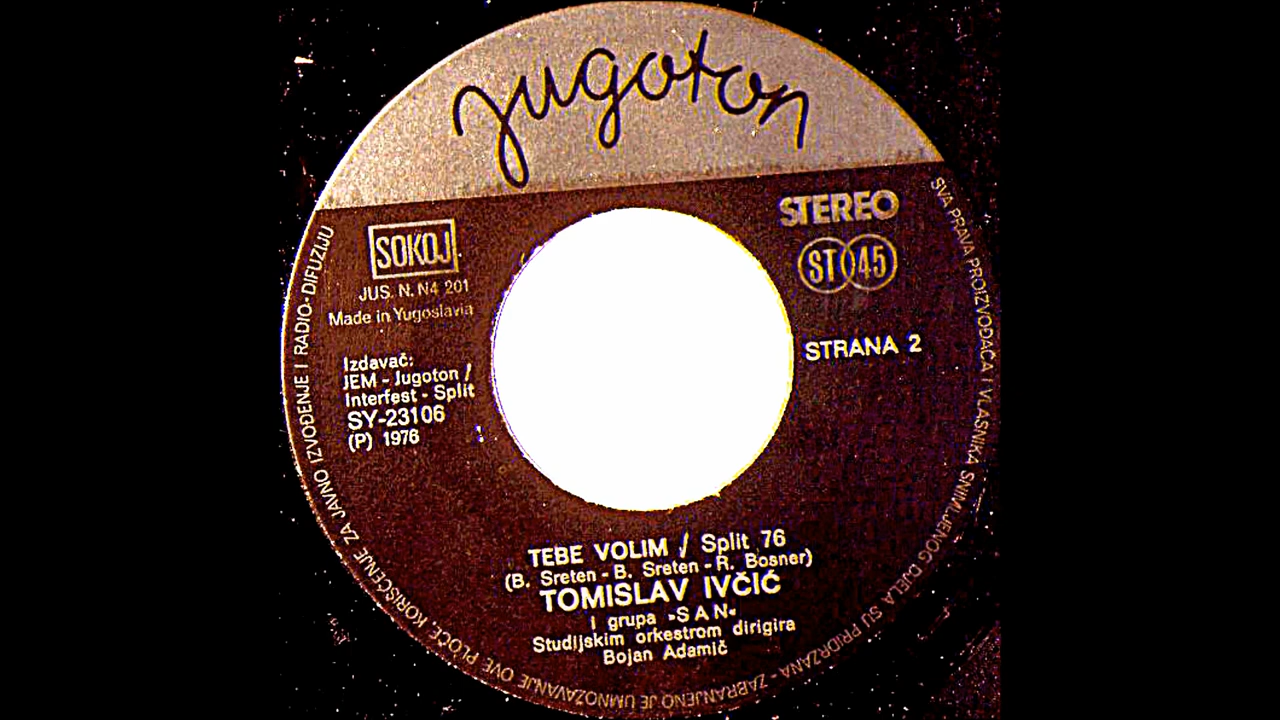 jugoton
STEREO
SOKOJ
ST 45
JUS. N. N4 201
Made in Yugoslavia
STRANA 2
Izdavač:
JEM - Jugoton /
Interfest - Split
SY-23106
(P) 1976
TEBE VOLIM / Split 76
(B. Sreten - B. Sreten - R. Bosner)
TOMISLAV IVČIĆ
i grupa »SAN«
Studijskim orkestrom dirigira
Bojan Adamič
SVA PRAVA PROIZVOĐAČA I VLASNIKA SNIMLJENOG DJELA SU PRIDRŽANA - ZABRANJENO JE UMNOŽAVANJE OVE PLOČE, KORIŠĆENJE ZA JAVNO IZVOĐENJE I RADIO-DIFUZIJU